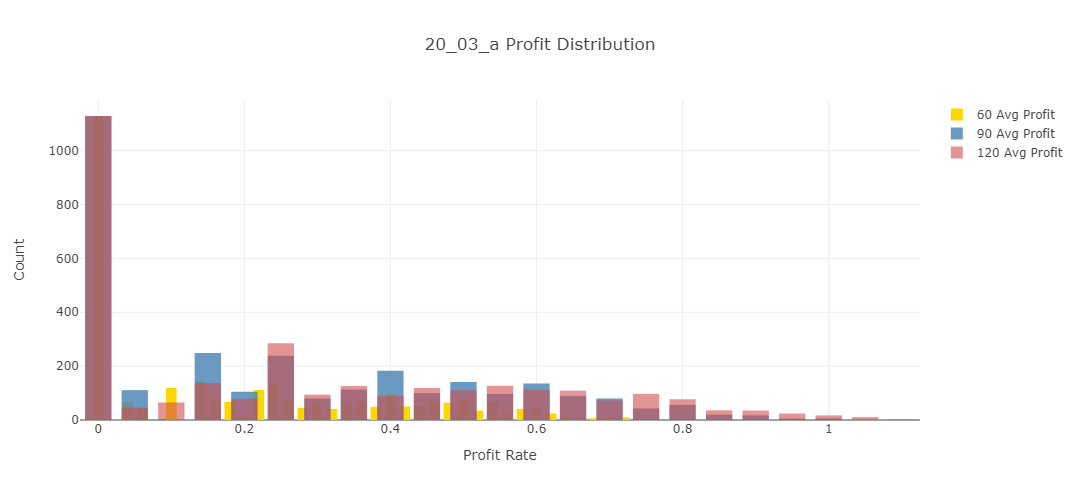 20_03_a Profit Distribution
60 Avg Profit
90 Avg Profit
120 Avg Profit
Count
1000
800
600
400
200
0
0
0.2
0.4
0.6
0.8
1
Profit Rate